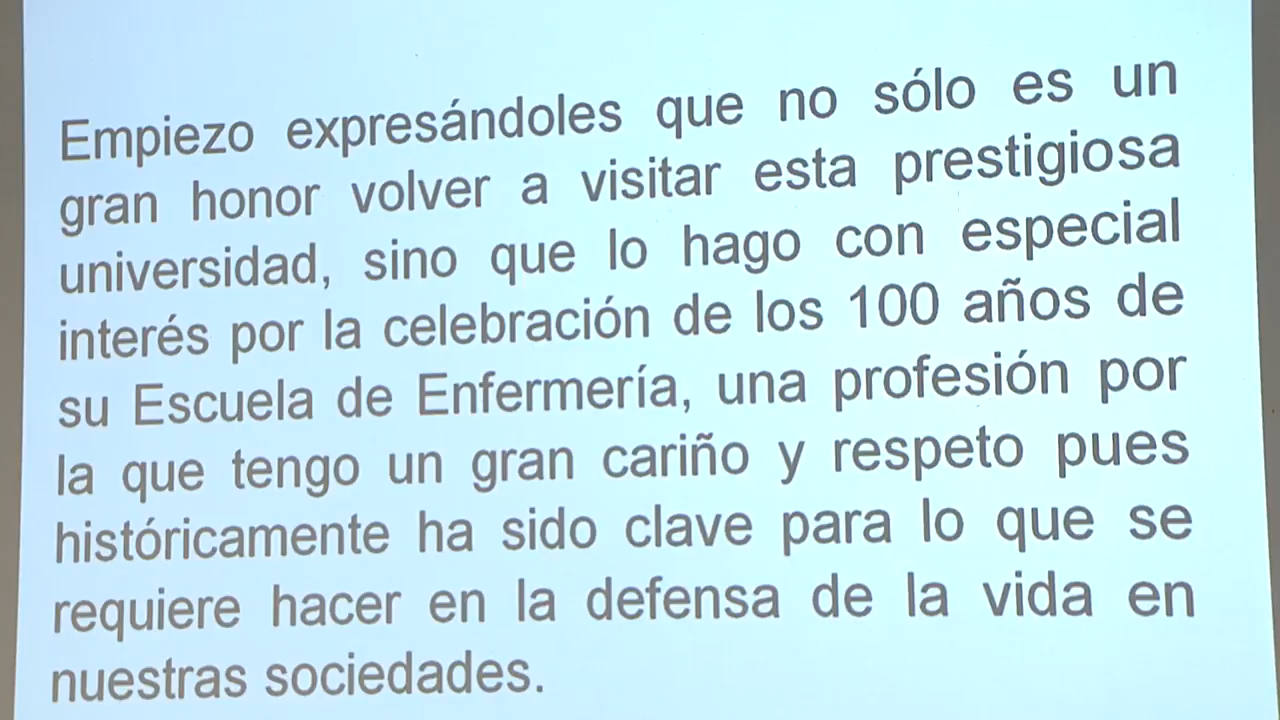 Empiezo expresándoles que no sólo es un
gran honor volver a visitar esta prestigiosa
universidad, sino que lo hago con especial
interés por la celebración de los 100 años de
su Escuela de Enfermería, una profesión por
la que tengo un gran cariño y respeto pues
históricamente ha sido clave para lo que se
requiere hacer en la defensa de la vida en
nuestras sociedades.